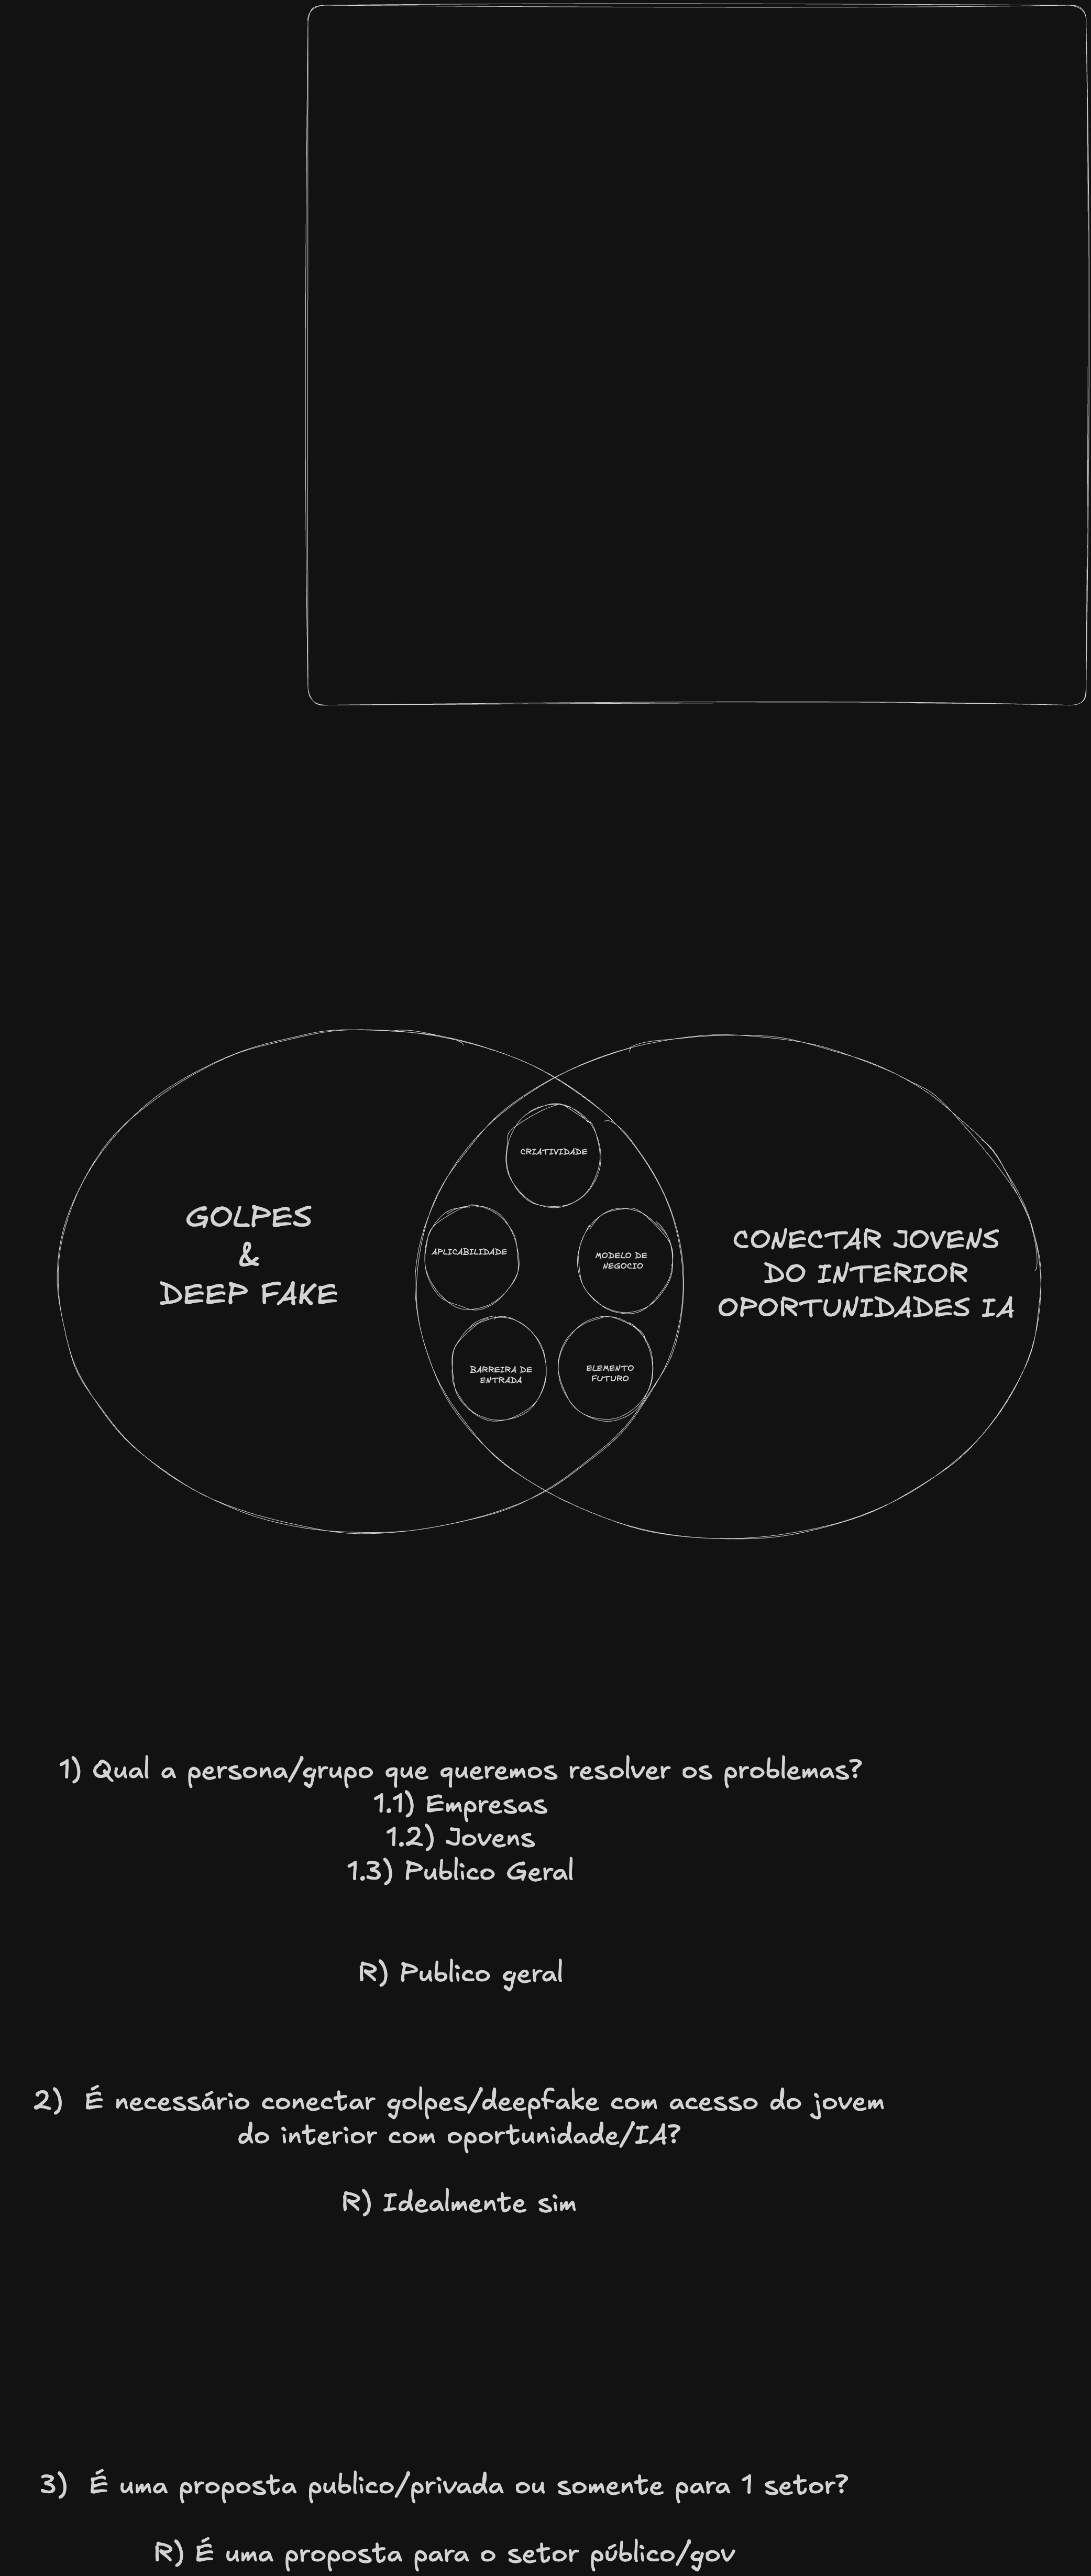 CRIATIVIDADE
APLICABILIDADE
MODELO DE
NEGOCIO
BARREIRA DE
ENTRADA
ELEMENTO
FUTURO
GOLPES
&
DEEP FAKE
CONECTAR JOVENS
DO INTERIOR
OPORTUNIDADES IA
1) Qual a persona/grupo que queremos resolver os problemas?
1.1) Empresas
1.2) Jovens
1.3) Publico Geral
R) Publico geral
2) É necessário conectar golpes/deepfake com acesso do jovem
do interior com oportunidade/IA?
R) Idealmente sim
3) É uma proposta publico/privada ou somente para 1 setor?
R) É uma proposta para o setor público/gov